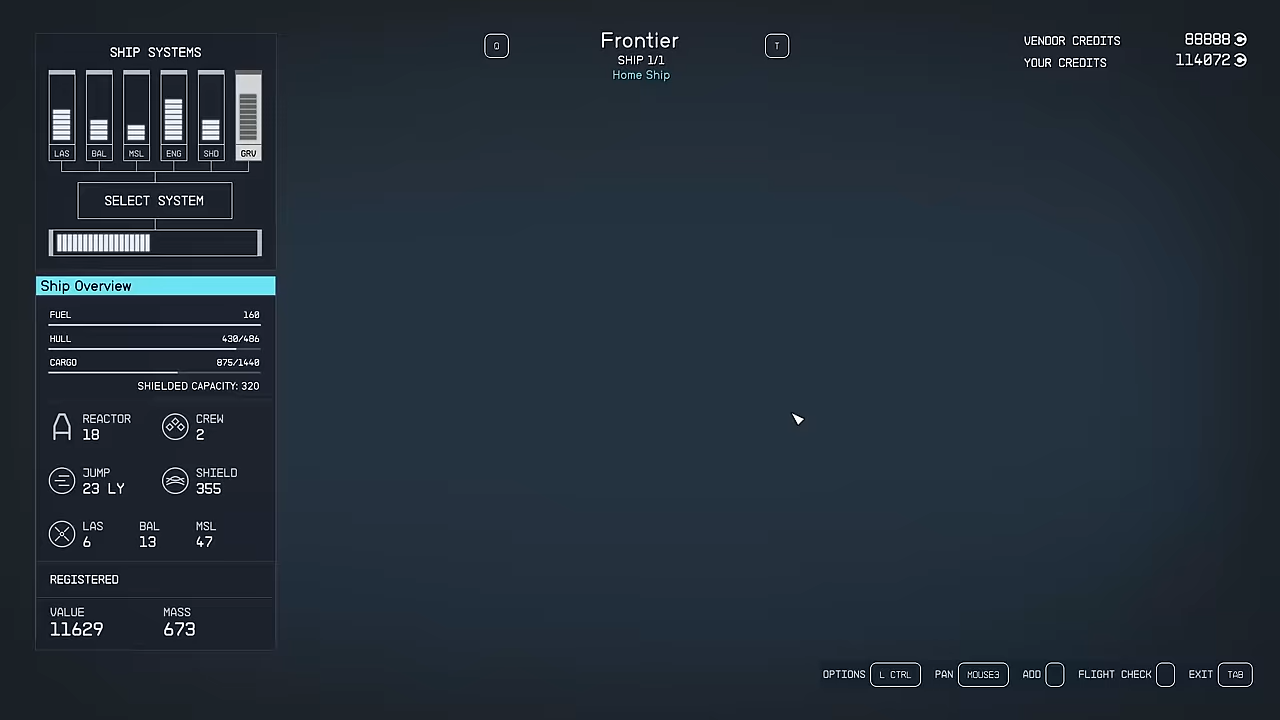 SHIP SYSTEMS
LAS BAL MSL ENG SHD GRV
SELECT SYSTEM
Ship Overview
FUEL 160
HULL 430/486
CARGO 875/1440
SHIELDED CAPACITY: 320
REACTOR 18
CREW 2
JUMP 23 LY
SHIELD 355
LAS 6
BAL 13
MSL 47
REGISTERED
VALUE 11629
MASS 673
Q
Frontier
SHIP 1/1
Home Ship
T
VENDOR CREDITS 88888
YOUR CREDITS 114072
OPTIONS L CTRL PAN MOUSE3 ADD FLIGHT CHECK EXIT TAB